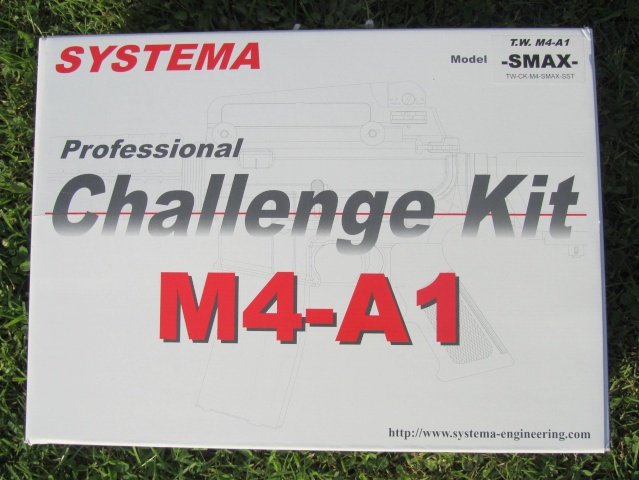 SYSTEMA
Model
T.W. M4-A1
-SMAX-
TW-CK-M4-SMAX-SST
Professional
Challenge Kit
M4-A1
http://www.systema-engineering.com